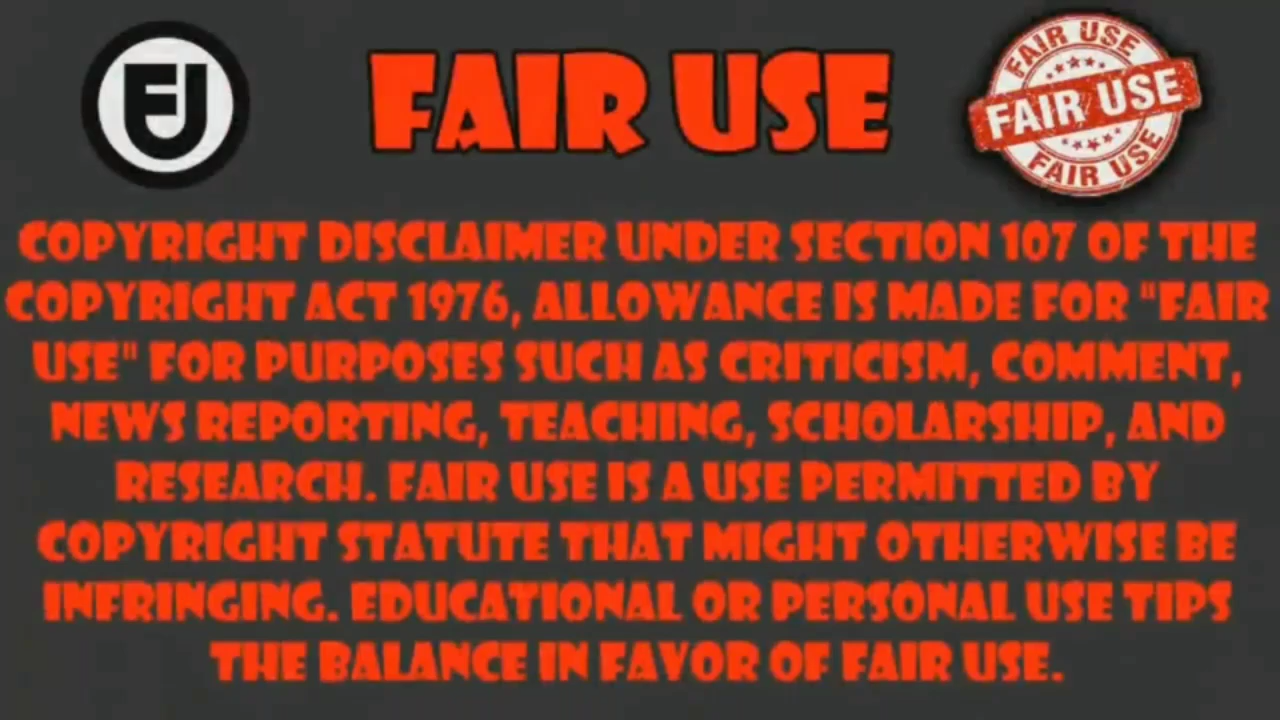 FJ
FAIR USE
FAIR USE
FAIR USE
FAIR USE
COPYRIGHT DISCLAIMER UNDER SECTION 107 OF THE
COPYRIGHT ACT 1976, ALLOWANCE IS MADE FOR "FAIR
USE" FOR PURPOSES SUCH AS CRITICISM, COMMENT,
NEWS REPORTING, TEACHING, SCHOLARSHIP, AND
RESEARCH. FAIR USE IS A USE PERMITTED BY
COPYRIGHT STATUTE THAT MIGHT OTHERWISE BE
INFRINGING. EDUCATIONAL OR PERSONAL USE TIPS
THE BALANCE IN FAVOR OF FAIR USE.